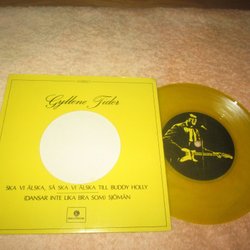 Gyllene Tider
SKA VI ÄLSKA, SÅ SKA VI ÄLSKA TILL BUDDY HOLLY
(DANSAR INTE LIKA BRA SOM) SJÖMÄN